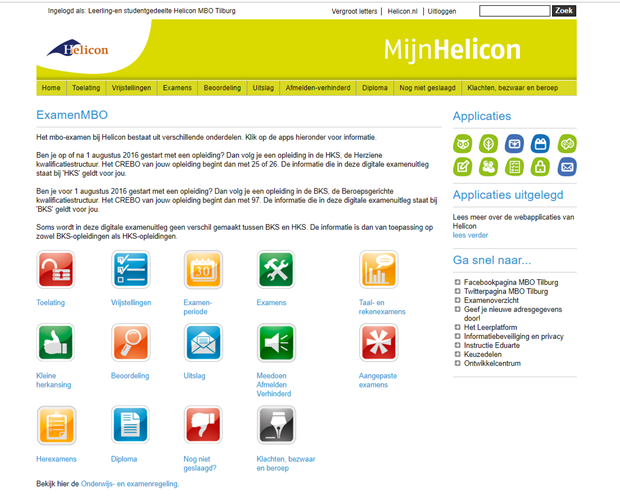 Ingelogd als: Leerling-en studentgedeelte Helicon MBO Tilburg
Vergroot letters | Helicon.nl | Uitloggen
Zoek
Helicon
MijnHelicon
Home Toelating Vrijstellingen Examens Beoordeling Uitslag Afmelden-verhinderd Diploma Nog niet geslaagd Klachten, bezwaar en beroep
ExamenMBO
Het mbo-examen bij Helicon bestaat uit verschillende onderdelen. Klik op de apps hieronder voor informatie.
Ben je op of na 1 augustus 2016 gestart met een opleiding? Dan volg je een opleiding in de HKS, de Herziene
kwalificatiestructuur. Het CREBO van jouw opleiding begint dan met 25 of 26. De informatie die in deze digitale examenuitleg
staat bij 'HKS' geldt voor jou.
Ben je voor 1 augustus 2016 gestart met een opleiding? Dan volg je een opleiding in de BKS, de Beroepsgerichte
kwalificatiestructuur. Het CREBO van jouw opleiding begint dan met 97. De informatie die in deze digitale examenuitleg staat bij
'BKS' geldt voor jou.
Soms wordt in deze digitale examenuitleg geen verschil gemaakt tussen BKS en HKS. De informatie is dan van toepassing op
zowel BKS-opleidingen als HKS-opleidingen.
30
Toelating
Vrijstellingen
Examen-
periode
Examens
Taal- en
rekenexamens
Kleine
herkansing
Beoordeling
Uitslag
Meedoen
Afmelden
Verhinderd
Aangepaste
examens
Herexamens
Diploma
Nog niet
geslaagd?
Klachten, bezwaar
en beroep
Bekijk hier de Onderwijs- en examenregeling.
Applicaties
Applicaties uitgelegd
Lees meer over de webapplicaties van
Helicon
lees verder
Ga snel naar...
Facebookpagina MBO Tilburg
Twitterpagina MBO Tilburg
Examenoverzicht
Geef je nieuwe adresgegevens
door!
Het Leerplatform
Informatiebeveiliging en privacy
Instructie Eduarte
Keuzedelen
Ontwikkelcentrum